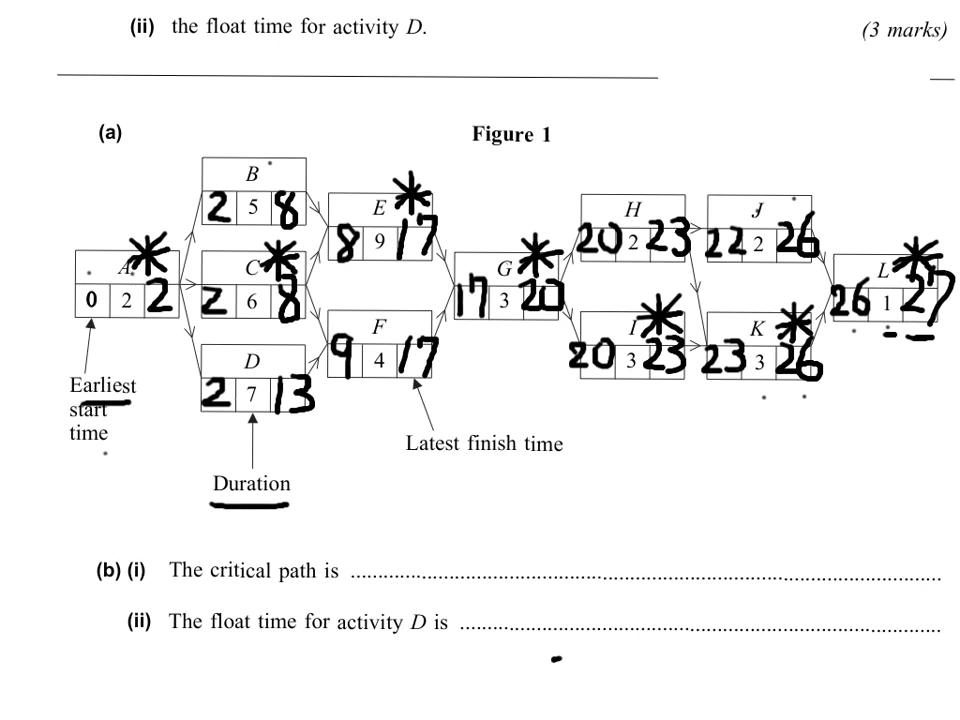 (ii) the float time for activity D. (3 marks)
(a) Figure 1
B
2 5 8
E *
8 9 17
H
20 2 23
J
22 2 26
A *
0 2 2
C *
2 6 8
G *
17 3 20
L *
26 1 27
F
9 4 17
I *
20 3 23
K *
23 3 26
D
2 7 13
Earliest
start
time
Latest finish time
Duration
(b) (i) The critical path is
(ii) The float time for activity D is